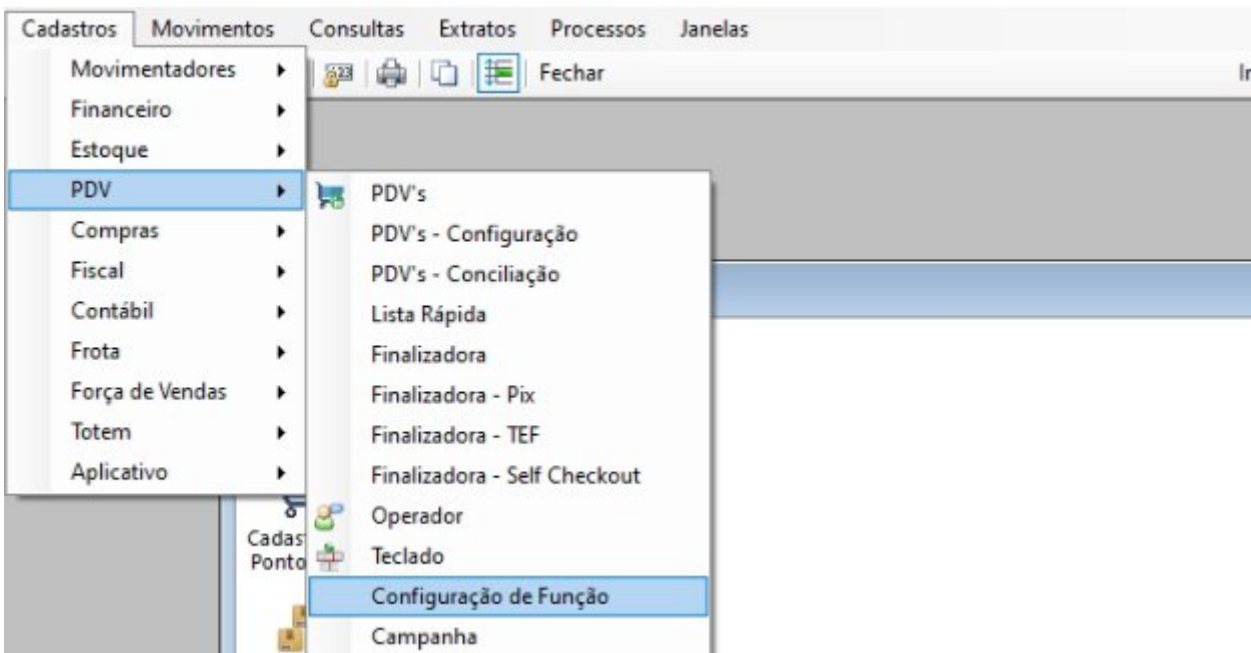 Cadastros Movimentos Consultas Extratos Processos Janelas
Fechar
Movimentadores
Financeiro
Estoque
PDV
Compras
Fiscal
Contábil
Frota
Força de Vendas
Totem
Aplicativo
PDV's
PDV's - Configuração
PDV's - Conciliação
Lista Rápida
Finalizadora
Finalizadora - Pix
Finalizadora - TEF
Finalizadora - Self Checkout
Operador
Teclado
Configuração de Função
Campanha
Cadas
Ponto